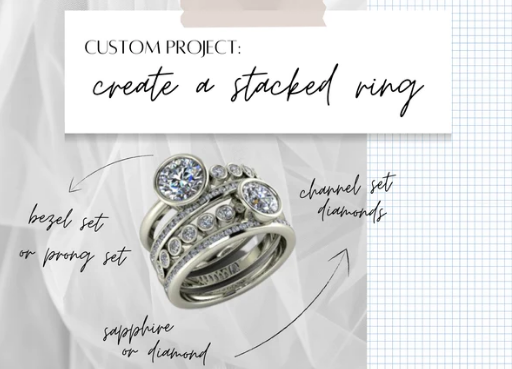 CUSTOM PROJECT:
create a stacked ring
channel set
diamonds
bezel set
or prong set
sapphire
or diamond